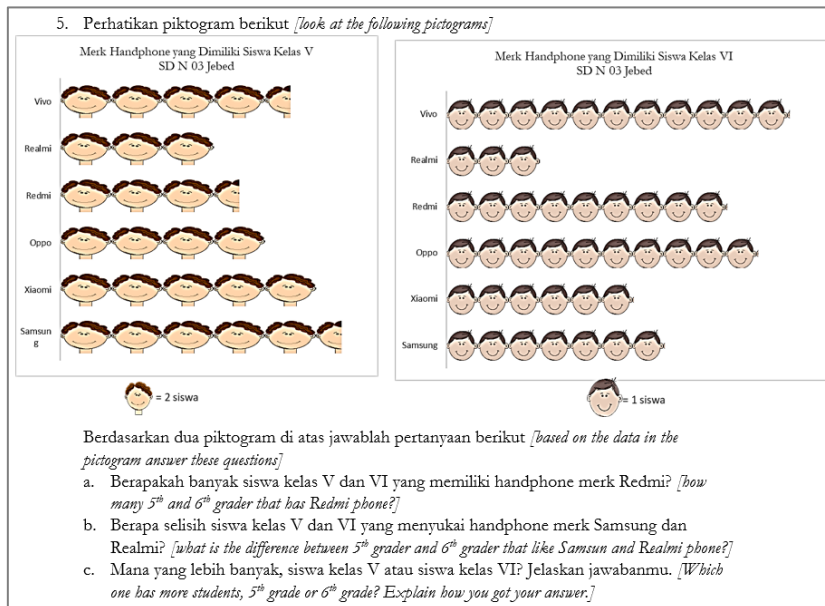 5. Perhatikan piktogram berikut [look at the following pictograms]
Merk Handphone yang Dimiliki Siswa Kelas V
SD N 03 Jebed
Vivo
Realmi
Redmi
Oppo
Xiaomi
Samsun
g
= 2 siswa
Merk Handphone yang Dimiliki Siswa Kelas VI
SD N 03 Jebed
Vivo
Realmi
Redmi
Oppo
Xiaomi
Samsung
= 1 siswa
Berdasarkan dua piktogram di atas jawablah pertanyaan berikut [based on the data in the
pictogram answer these questions]
a. Berapakah banyak siswa kelas V dan VI yang memiliki handphone merk Redmi? [how
many 5th and 6th grader that has Redmi phone?]
b. Berapa selisih siswa kelas V dan VI yang menyukai handphone merk Samsung dan
Realmi? [what is the difference between 5th grader and 6th grader that like Samsun and Realmi phone?]
c. Mana yang lebih banyak, siswa kelas V atau siswa kelas VI? Jelaskan jawabanmu. [Which
one has more students, 5th grade or 6th grade? Explain how you got your answer.]